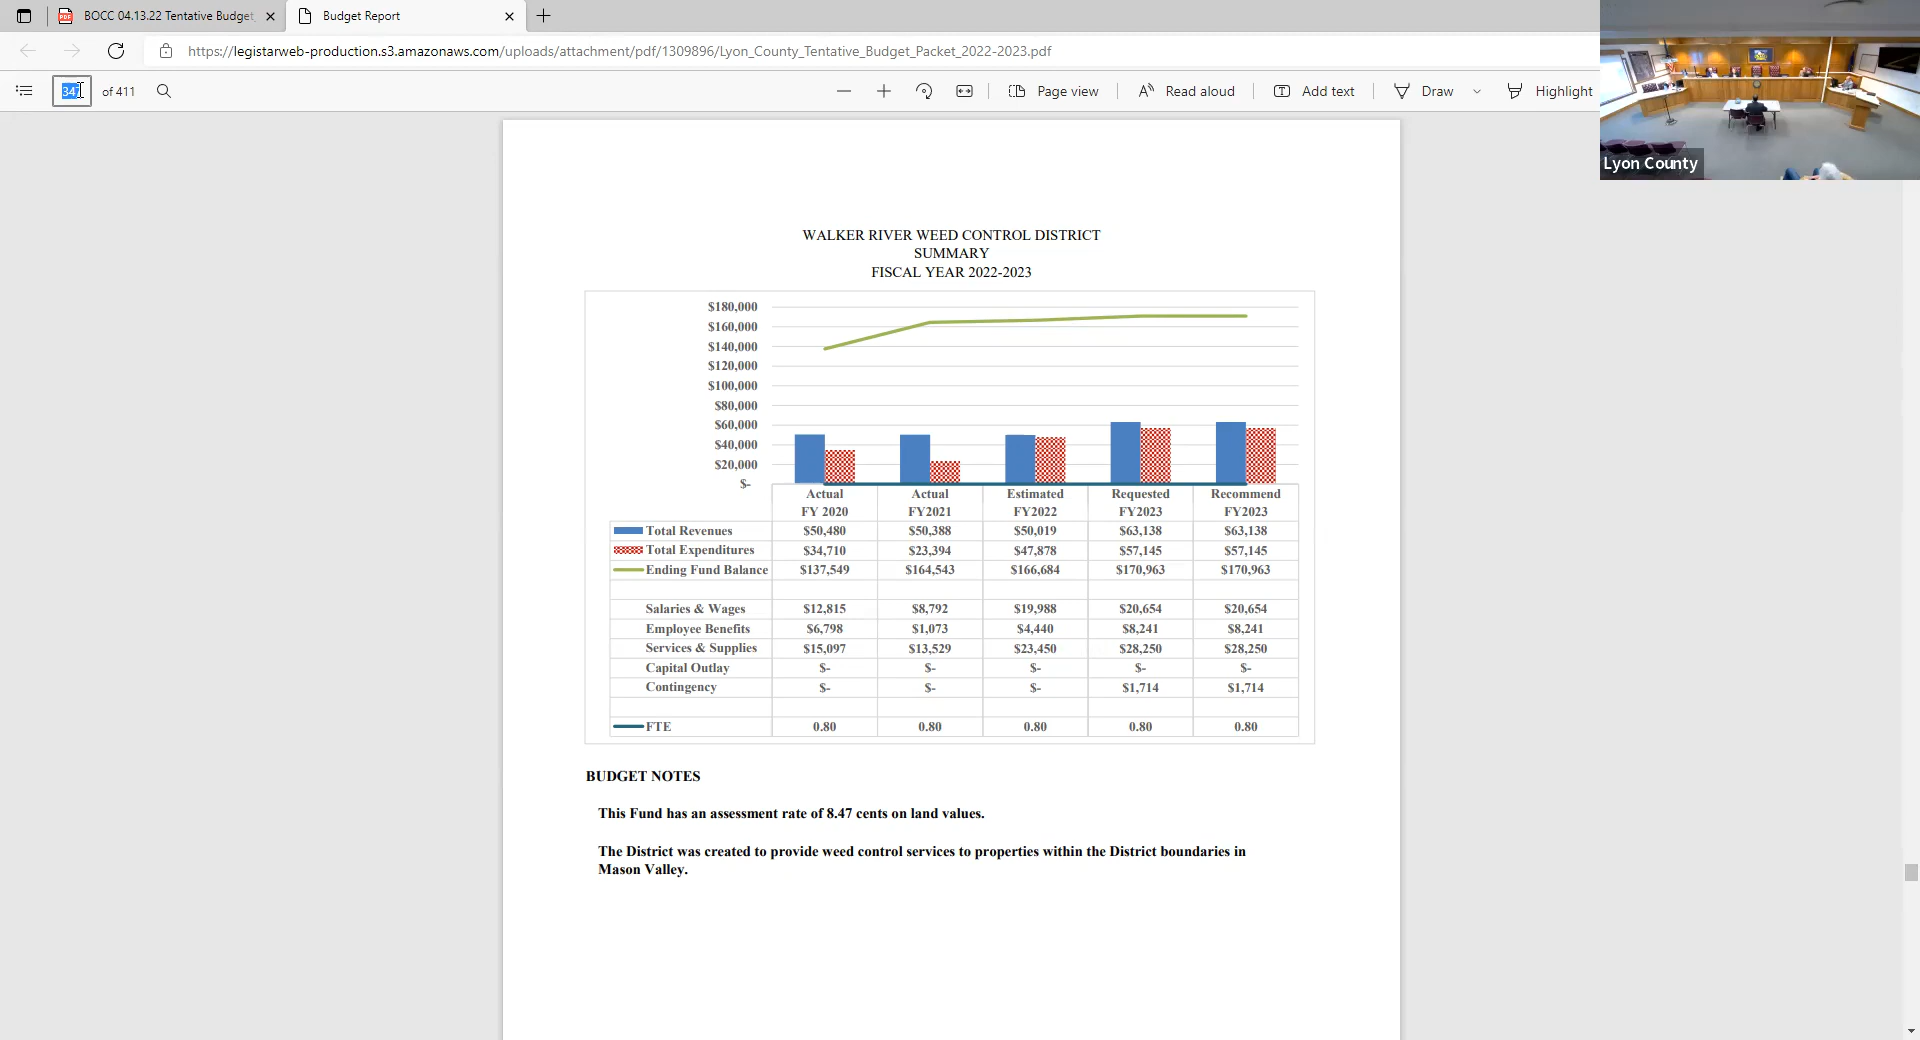 BOCC 04.13.22 Tentative Budget
Budget Report
https://legistarweb-production.s3.amazonaws.com/uploads/attachment/pdf/1309896/Lyon_County_Tentative_Budget_Packet_2022-2023.pdf
of 411
Page view
Read aloud
Add text
Draw
Highlight
Lyon County
WALKER RIVER WEED CONTROL DISTRICT
SUMMARY
FISCAL YEAR 2022-2023
$180,000
$160,000
$140,000
$120,000
$100,000
$80,000
$60,000
$40,000
$20,000
$-
Actual Actual Estimated Requested Recommend
FY 2020 FY2021 FY2022 FY2023 FY2023
Total Revenues $50,480 $50,388 $50,019 $63,138 $63,138
Total Expenditures $34,710 $23,394 $47,878 $57,145 $57,145
Ending Fund Balance $137,549 $164,543 $166,684 $170,963 $170,963
Salaries & Wages $12,815 $8,792 $19,988 $20,654 $20,654
Employee Benefits $6,798 $1,073 $4,440 $8,241 $8,241
Services & Supplies $15,097 $13,529 $23,450 $28,250 $28,250
Capital Outlay $- $- $- $- $-
Contingency $- $- $- $1,714 $1,714
FTE 0.80 0.80 0.80 0.80 0.80
BUDGET NOTES
This Fund has an assessment rate of 8.47 cents on land values.
The District was created to provide weed control services to properties within the District boundaries in
Mason Valley.